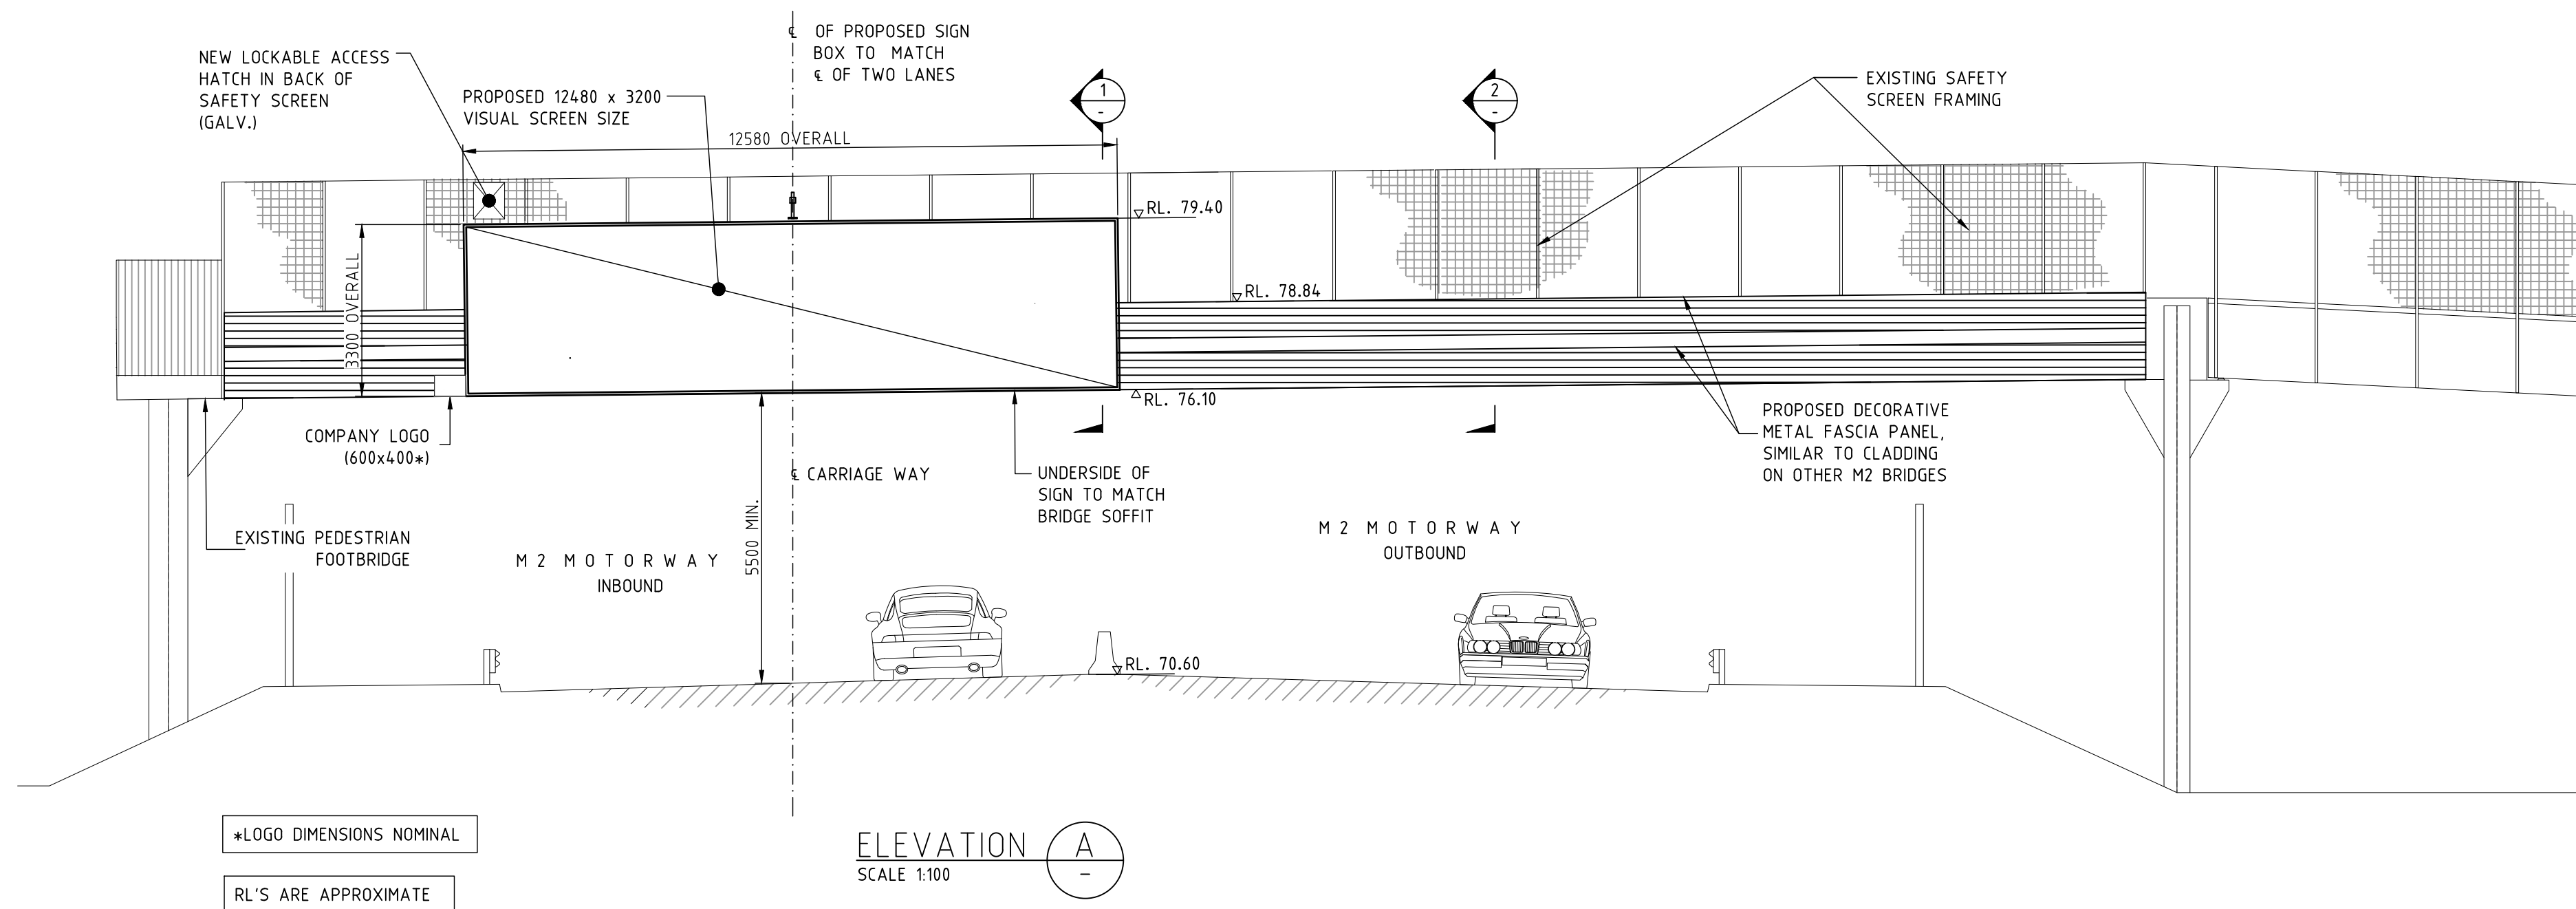 ℄ OF PROPOSED SIGN
BOX TO MATCH
℄ OF TWO LANES
NEW LOCKABLE ACCESS
HATCH IN BACK OF
SAFETY SCREEN
(GALV.)
PROPOSED 12480 x 3200
VISUAL SCREEN SIZE
12580 OVERALL
1
-
2
-
EXISTING SAFETY
SCREEN FRAMING
RL. 79.40
RL. 78.84
3300 OVERALL
RL. 76.10
COMPANY LOGO
(600x400*)
℄ CARRIAGE WAY
UNDERSIDE OF
SIGN TO MATCH
BRIDGE SOFFIT
PROPOSED DECORATIVE
METAL FASCIA PANEL,
SIMILAR TO CLADDING
ON OTHER M2 BRIDGES
EXISTING PEDESTRIAN
FOOTBRIDGE
5500 MIN.
M2 MOTORWAY
INBOUND
M2 MOTORWAY
OUTBOUND
RL. 70.60
*LOGO DIMENSIONS NOMINAL
RL'S ARE APPROXIMATE
ELEVATION
SCALE 1:100
A
-